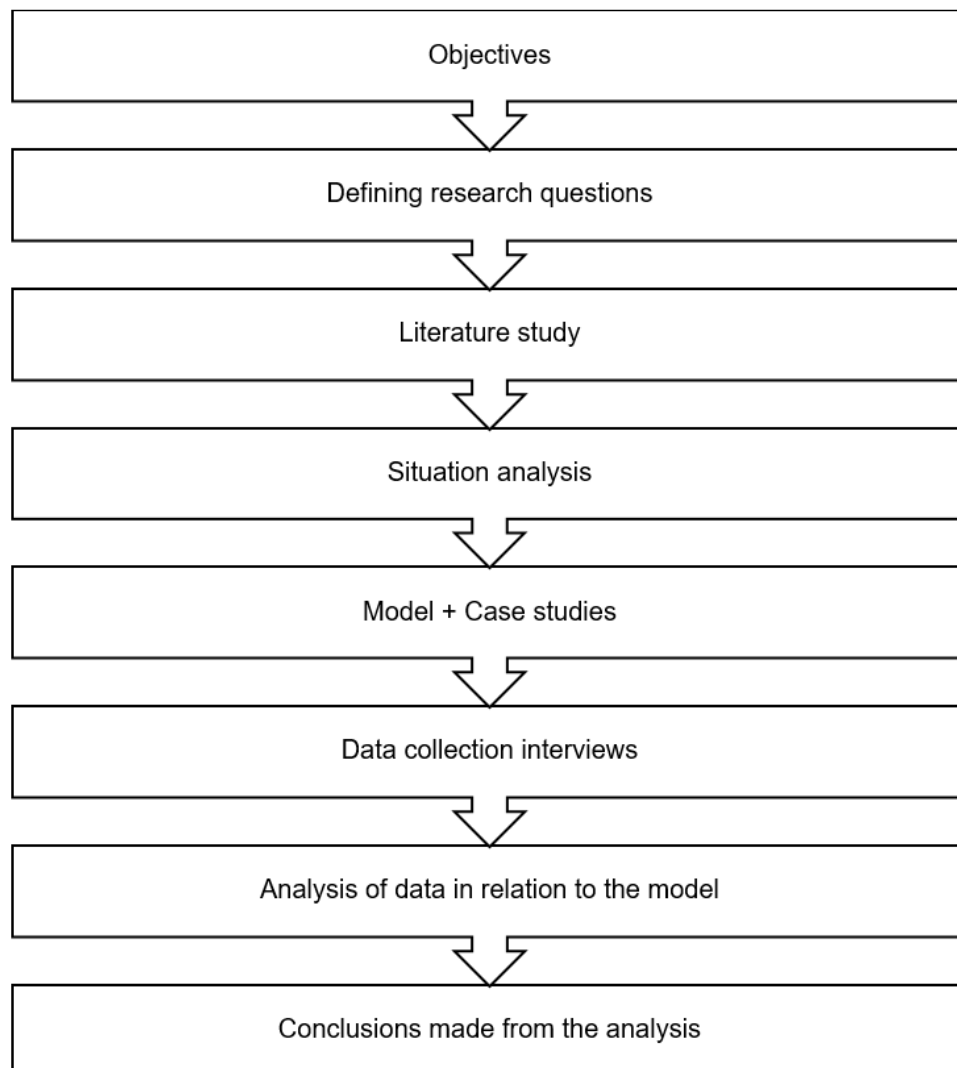 Objectives
Defining research questions
Literature study
Situation analysis
Model + Case studies
Data collection interviews
Analysis of data in relation to the model
Conclusions made from the analysis